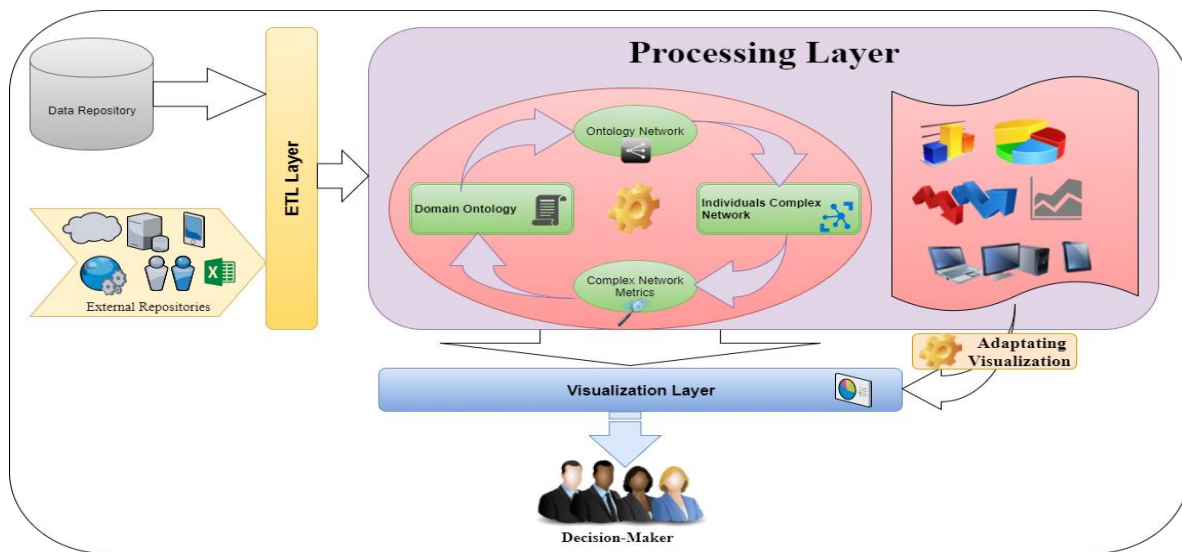 Processing Layer
Data Repository
ETL Layer
External Repositories
Ontology Network
Domain Ontology
Individuals Complex
Network
Complex Network
Metrics
Adaptating
Visualization
Visualization Layer
Decision-Maker